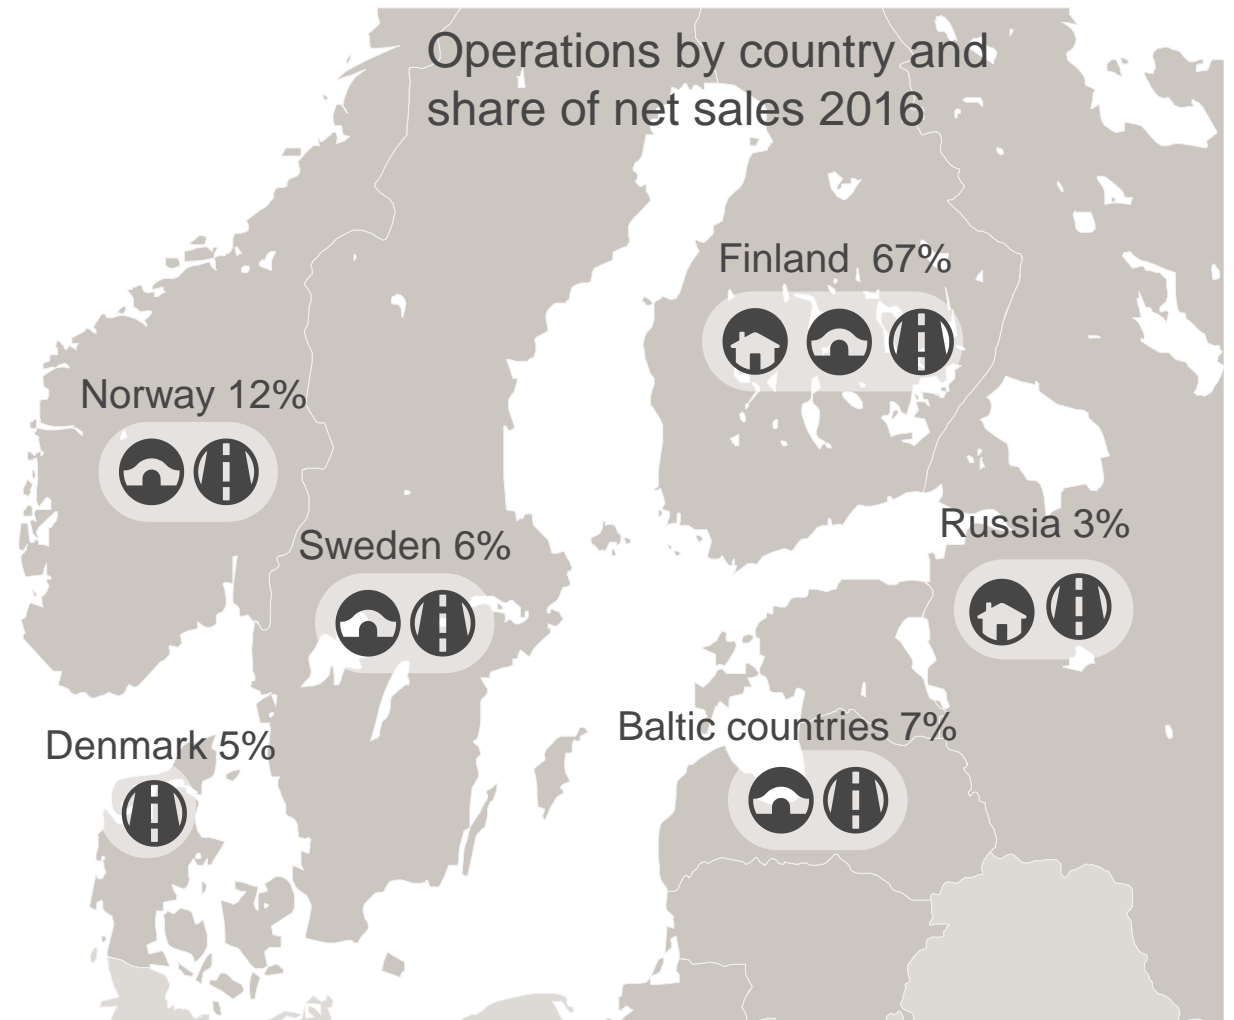 Operations by country and
share of net sales 2016
Finland 67%
Norway 12%
Russia 3%
Sweden 6%
Baltic countries 7%
Denmark 5%